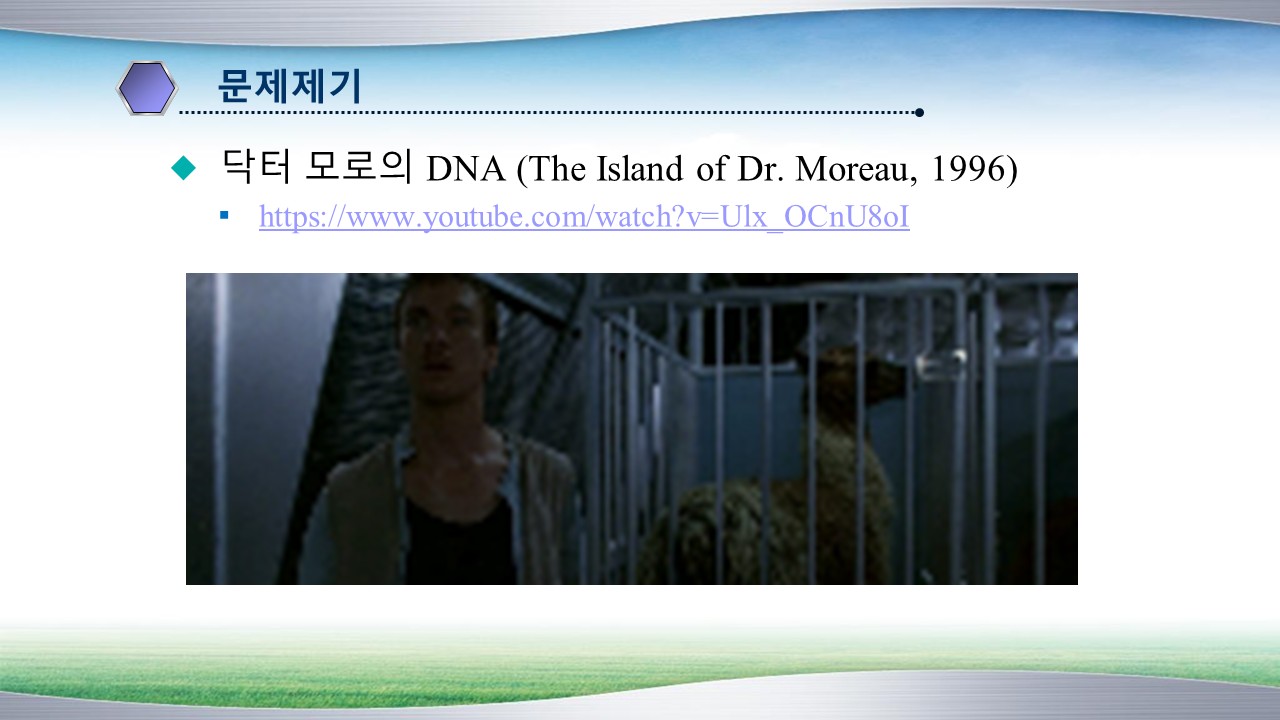 문제제기
닥터 모로의 DNA (The Island of Dr. Moreau, 1996)
https://www.youtube.com/watch?v=Ulx_OCnU8oI